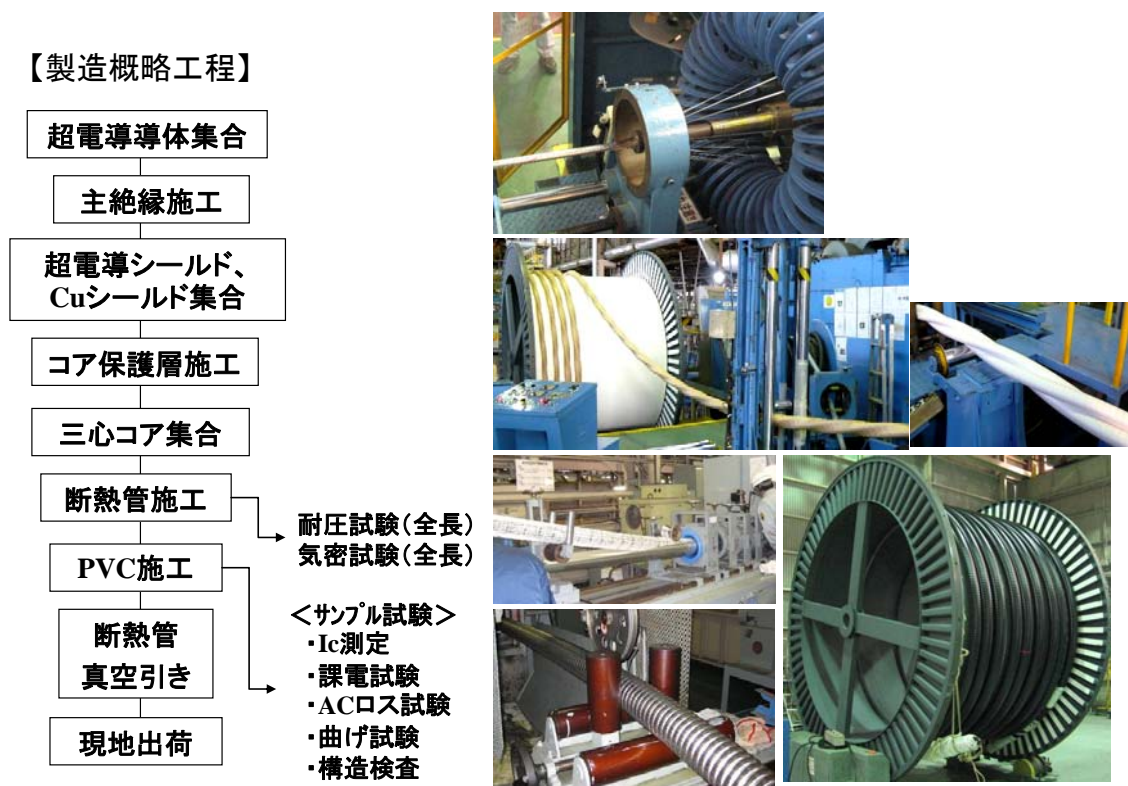 【製造概略工程】
超電導導体集合
主絶縁施工
超電導シールド、
Cuシールド集合
コア保護層施工
三心コア集合
断熱管施工
耐圧試験(全長)
気密試験(全長)
PVC施工
断熱管
真空引き
現地出荷
<サンプル試験>
・Ic測定
・課電試験
・ACロス試験
・曲げ試験
・構造検査